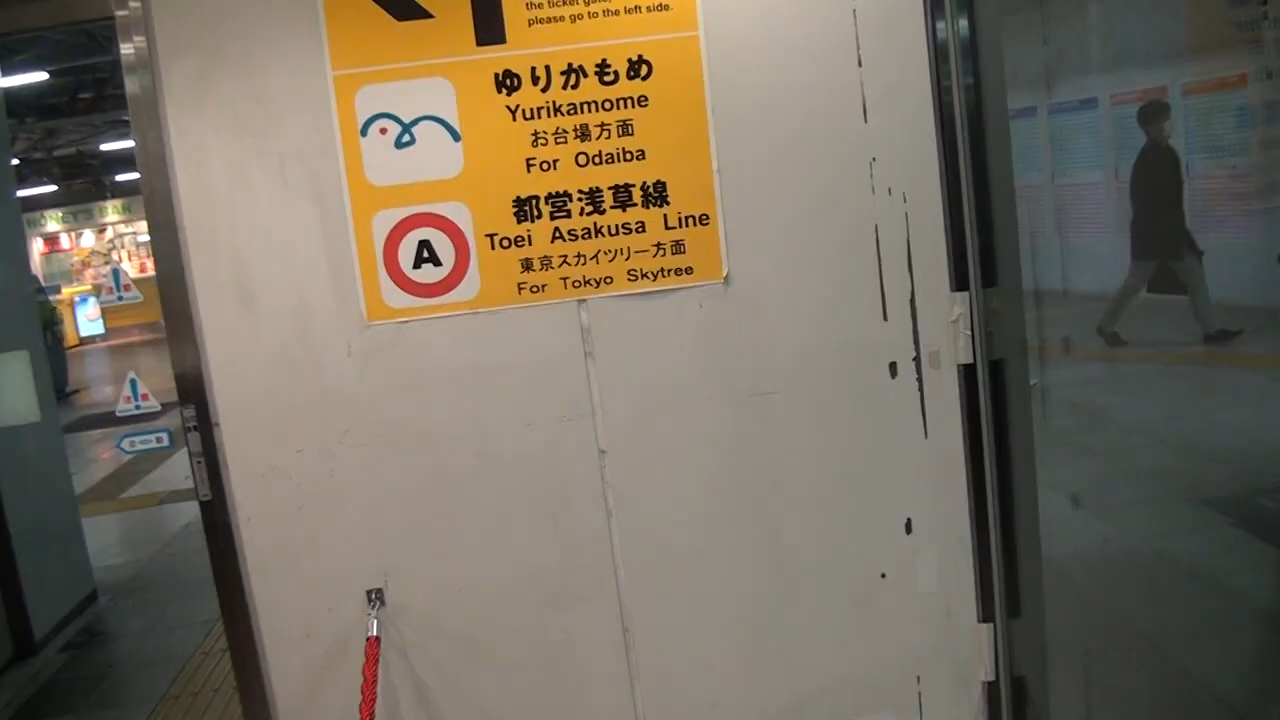 the ticket gate,
please go to the left side.
ゆりかもめ
Yurikamome
お台場方面
For Odaiba
都営浅草線
A
Toei Asakusa Line
東京スカイツリー方面
For Tokyo Skytree
HONEY'S BAR